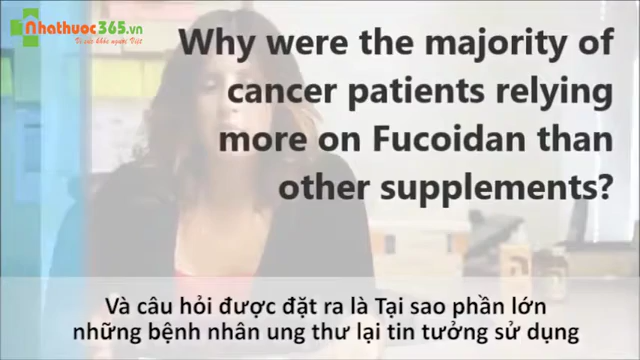 Nhathuoc365.vn
Vì sức khỏe người Việt
Why were the majority of
cancer patients relying
more on Fucoidan than
other supplements?
Và câu hỏi được đặt ra là Tại sao phần lớn
những bệnh nhân ung thư lại tin tưởng sử dụng